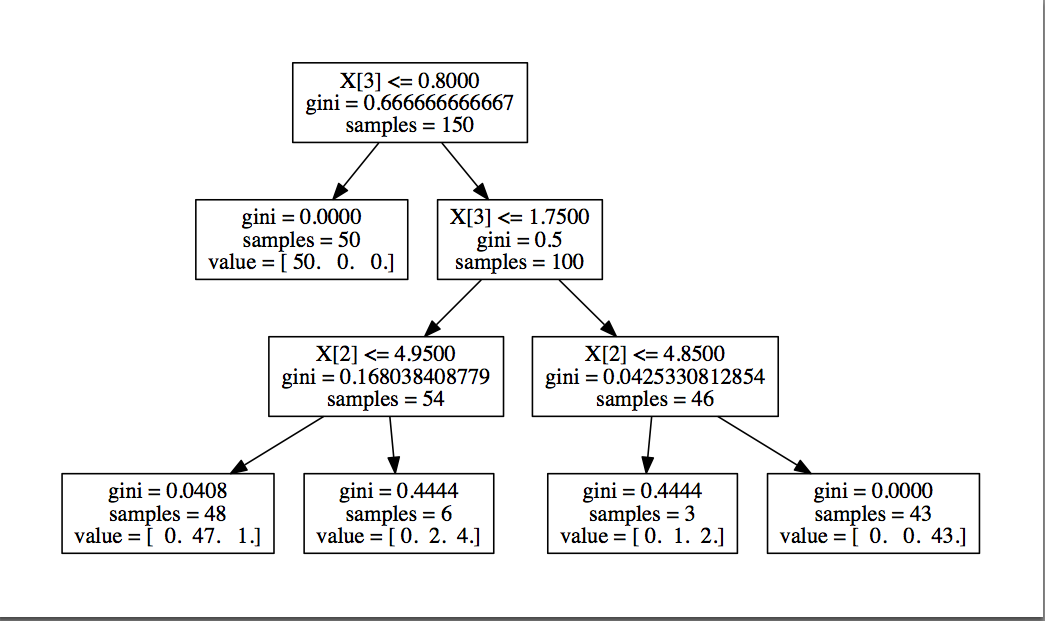 X[3] <= 0.8000
gini = 0.666666666667
samples = 150
gini = 0.0000
samples = 50
value = [ 50. 0. 0.]
X[3] <= 1.7500
gini = 0.5
samples = 100
X[2] <= 4.9500
gini = 0.168038408779
samples = 54
X[2] <= 4.8500
gini = 0.0425330812854
samples = 46
gini = 0.0408
samples = 48
value = [ 0. 47. 1.]
gini = 0.4444
samples = 6
value = [ 0. 2. 4.]
gini = 0.4444
samples = 3
value = [ 0. 1. 2.]
gini = 0.0000
samples = 43
value = [ 0. 0. 43.]